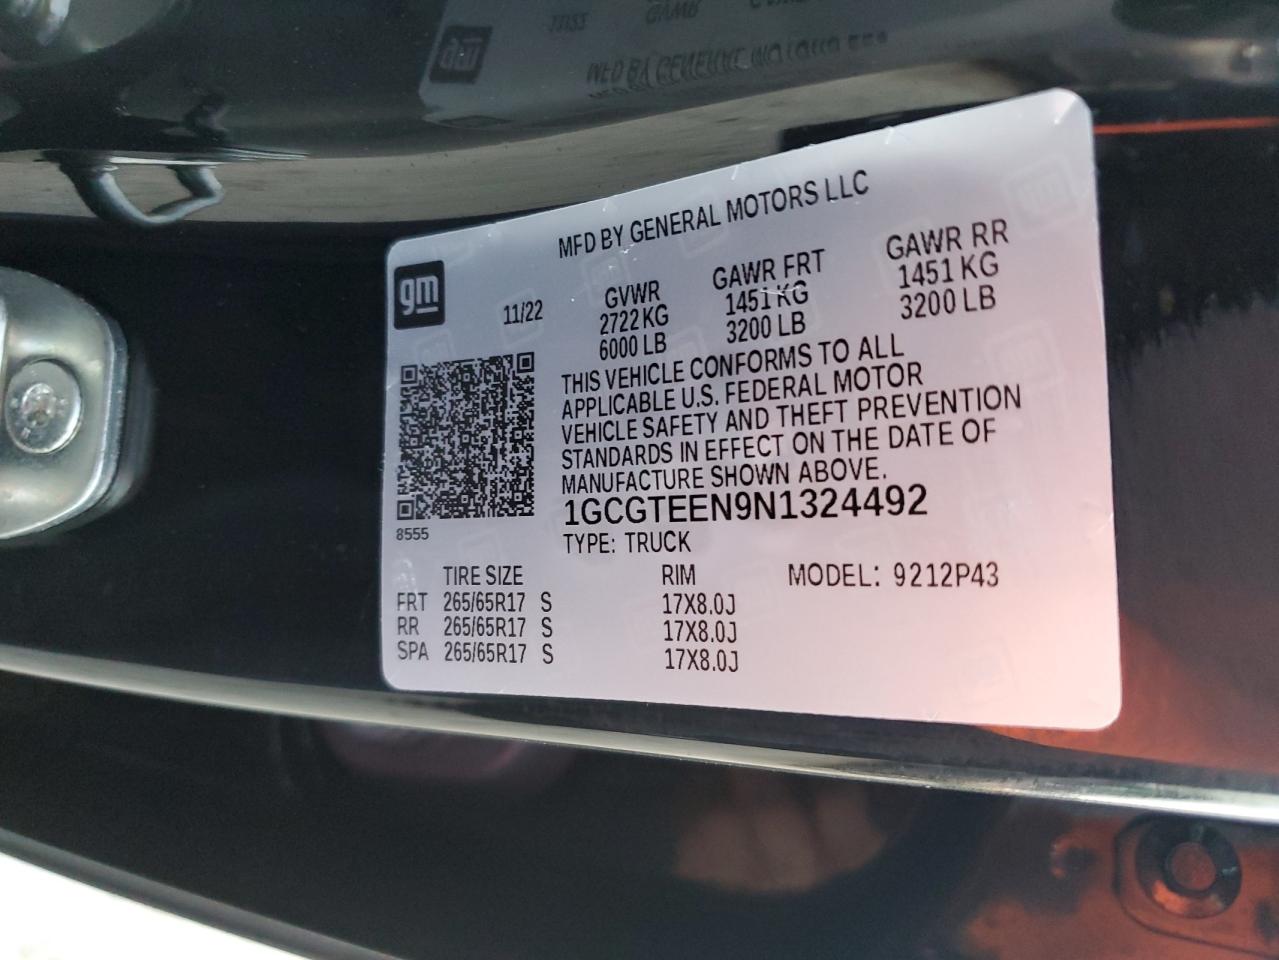 MFD BY GENERAL MOTORS LLC
gm
11/22 GVWR GAWR FRT GAWR RR
2722 KG 1451 KG 1451 KG
6000 LB 3200 LB 3200 LB
THIS VEHICLE CONFORMS TO ALL
APPLICABLE U.S. FEDERAL MOTOR
VEHICLE SAFETY AND THEFT PREVENTION
STANDARDS IN EFFECT ON THE DATE OF
MANUFACTURE SHOWN ABOVE.
1GCGTEEN9N1324492
8555
TYPE: TRUCK
TIRE SIZE RIM MODEL: 9212P43
FRT 265/65R17 S 17X8.0J
RR 265/65R17 S 17X8.0J
SPA 265/65R17 S 17X8.0J